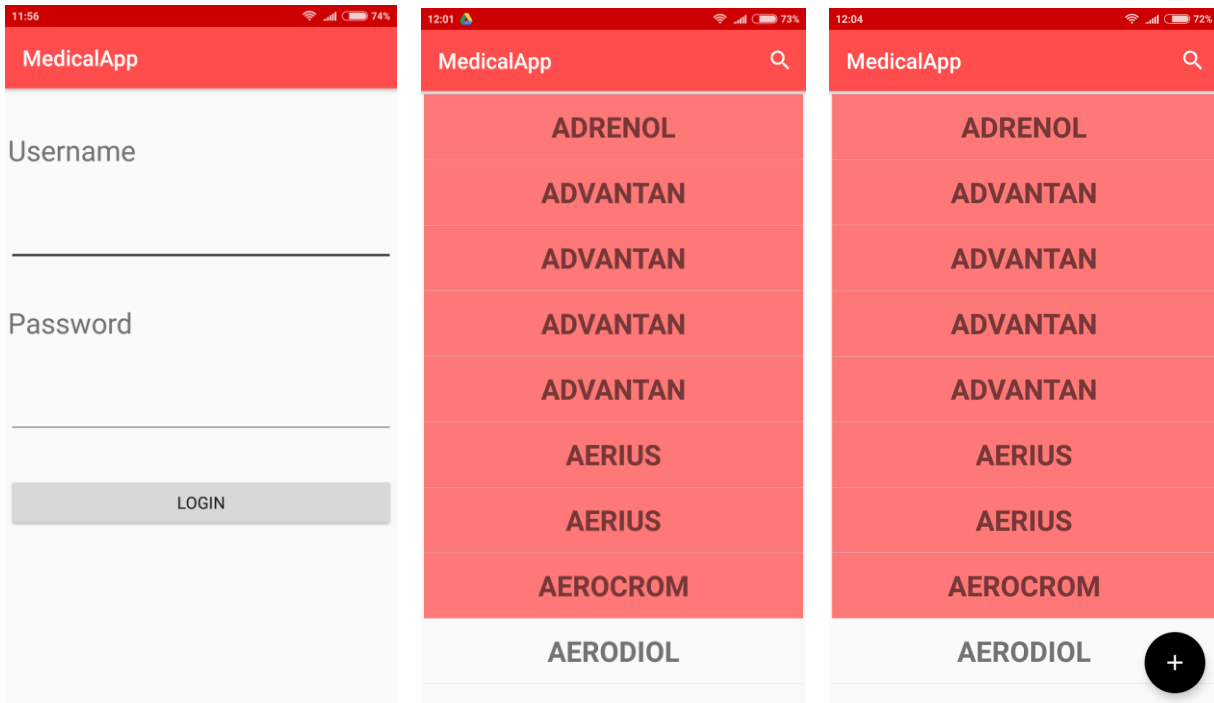 11:56 74%
MedicalApp
Username
Password
LOGIN
12:01 73%
MedicalApp
ADRENOL
ADVANTAN
ADVANTAN
ADVANTAN
ADVANTAN
AERIUS
AERIUS
AEROCROM
AERODIOL
12:04 72%
MedicalApp
ADRENOL
ADVANTAN
ADVANTAN
ADVANTAN
ADVANTAN
AERIUS
AERIUS
AEROCROM
AERODIOL
+